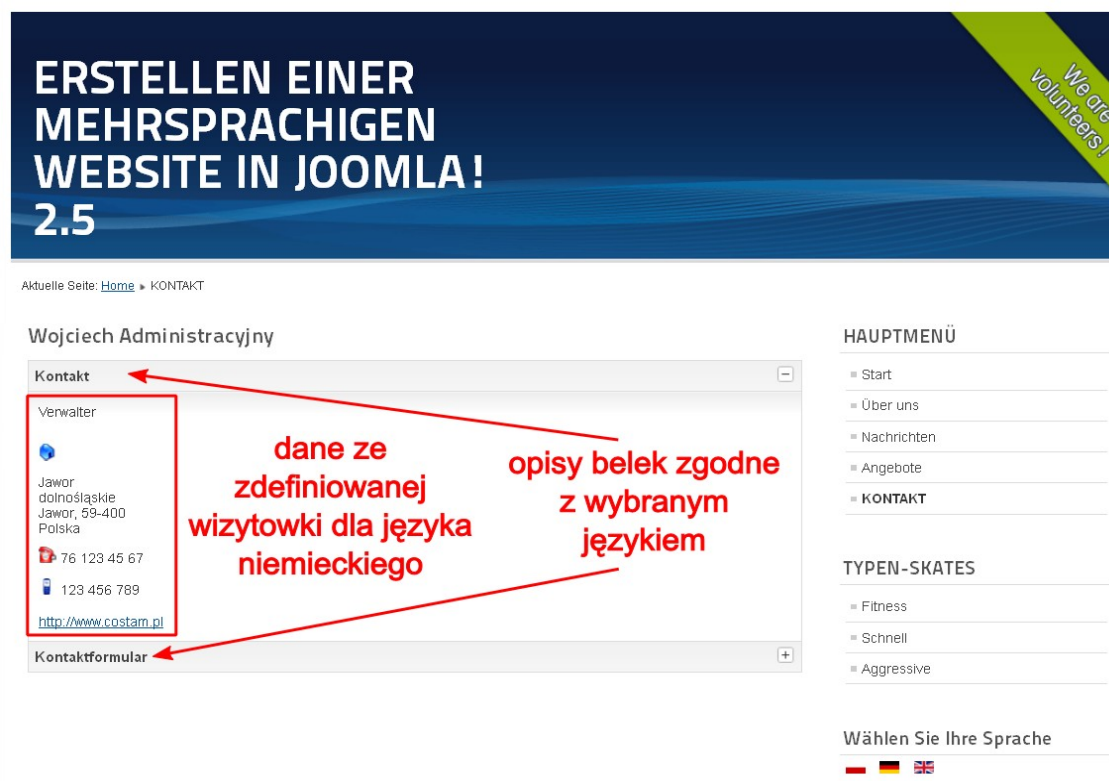 ERSTELLEN EINER
MEHRSPRACHIGEN
WEBSITE IN JOOMLA!
2.5
We are
volunteers!
Aktuelle Seite: Home ▸ KONTAKT
Wojciech Administracyjny
Kontakt
Verwalter
Jawor
dolnośląskie
Jawor, 59-400
Polska
76 123 45 67
123 456 789
http://www.costam.pl
Kontaktformular
dane ze
zdefiniowanej
wizytowki dla języka
niemieckiego
opisy belek zgodne
z wybranym
językiem
HAUPTMENÜ
Start
Über uns
Nachrichten
Angebote
KONTAKT
TYPEN-SKATES
Fitness
Schnell
Aggressive
Wählen Sie Ihre Sprache